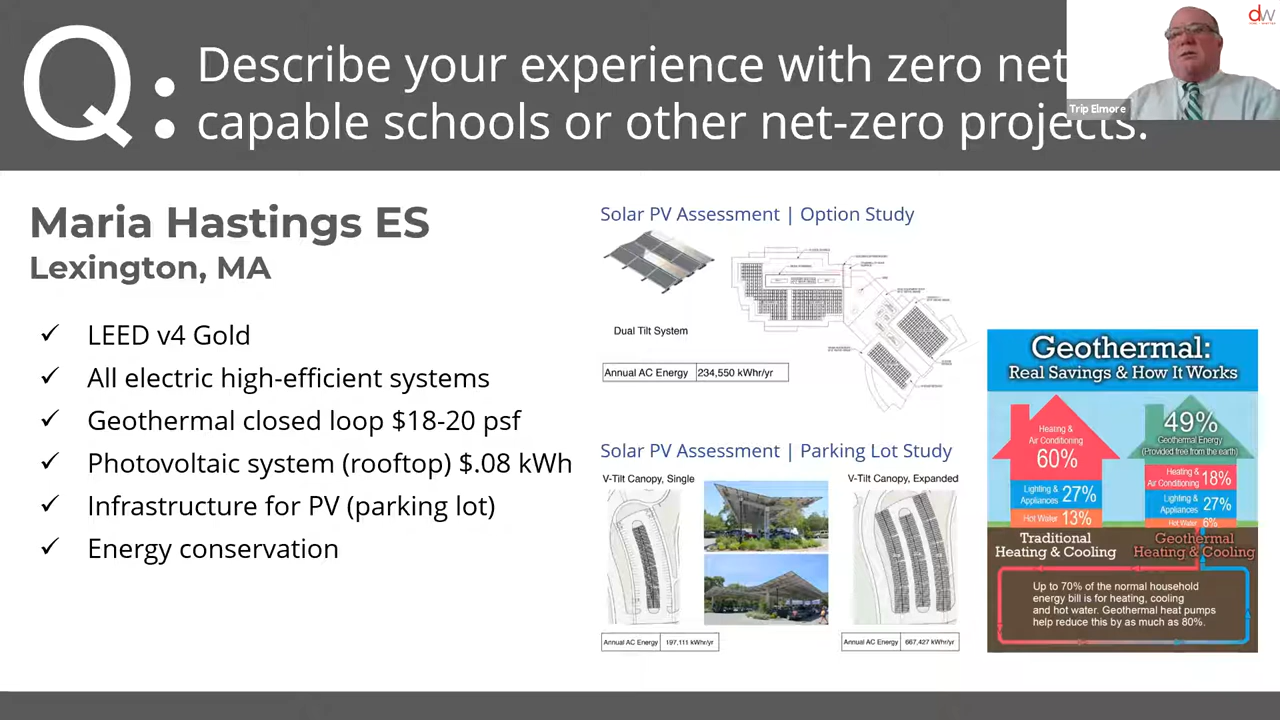 Q:
Describe your experience with zero net
capable schools or other net-zero projects.
dw
Trip Elmore
Maria Hastings ES
Lexington, MA
✓ LEED v4 Gold
✓ All electric high-efficient systems
✓ Geothermal closed loop $18-20 psf
✓ Photovoltaic system (rooftop) $.08 kWh
✓ Infrastructure for PV (parking lot)
✓ Energy conservation
Solar PV Assessment | Option Study
Dual Tilt System
Annual AC Energy 234,550 kWhr/yr
Solar PV Assessment | Parking Lot Study
V-Tilt Canopy, Single
V-Tilt Canopy, Expanded
Annual AC Energy 197,111 kWhr/yr
Annual AC Energy 667,427 kWhr/yr
Geothermal:
Real Savings & How It Works
Heating &
Air Conditioning
60%
Lighting &
Appliances 27%
Hot Water 13%
Traditional
Heating & Cooling
49%
Geothermal Energy
(Provided free from the earth)
Heating &
Air Conditioning 18%
Lighting &
Appliances 27%
Hot Water 6%
Geothermal
Heating & Cooling
Up to 70% of the normal household
energy bill is for heating, cooling
and hot water. Geothermal heat pumps
help reduce this by as much as 80%.